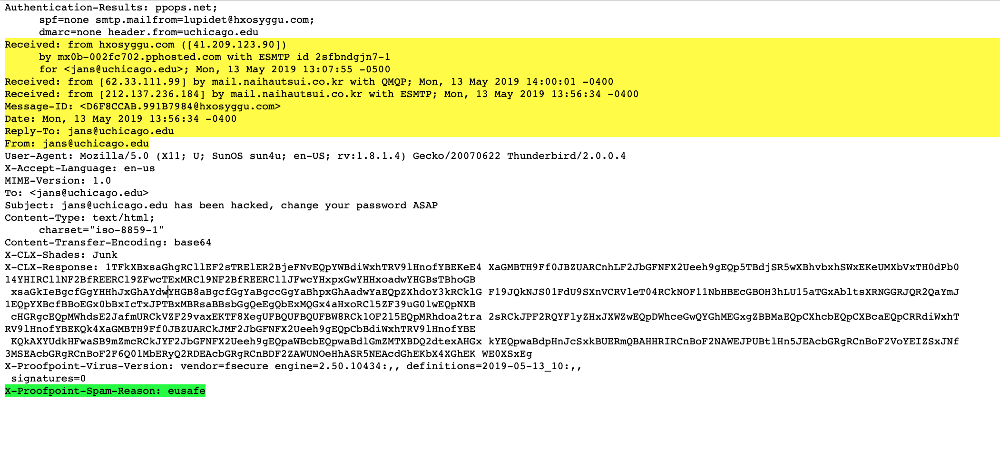 Authentication-Results: ppops.net;
spf=none smtp.mailfrom=lupidet@hxosyggu.com;
dmarc=none header.from=uchicago.edu
Received: from hxosyggu.com ([41.209.123.90])
by mx0b-002fc702.pphosted.com with ESMTP id 2sfbndgjn7-1
for <jans@uchicago.edu>; Mon, 13 May 2019 13:07:55 -0500
Received: from [62.33.111.99] by mail.naihautsui.co.kr with QMQP; Mon, 13 May 2019 14:00:01 -0400
Received: from [212.137.236.184] by mail.naihautsui.co.kr with ESMTP; Mon, 13 May 2019 13:56:34 -0400
Message-ID: <D6F8CCAB.991B7984@hxosyggu.com>
Date: Mon, 13 May 2019 13:56:34 -0400
Reply-To: jans@uchicago.edu
From: jans@uchicago.edu
User-Agent: Mozilla/5.0 (X11; U; SunOS sun4u; en-US; rv:1.8.1.4) Gecko/20070622 Thunderbird/2.0.0.4
X-Accept-Language: en-us
MIME-Version: 1.0
To: <jans@uchicago.edu>
Subject: jans@uchicago.edu has been hacked, change your password ASAP
Content-Type: text/html;
charset="iso-8859-1"
Content-Transfer-Encoding: base64
X-CLX-Shades: Junk
X-CLX-Response: 1TFkXBxsaGhgRCllEF2sTRElER2BjeFNvEQpYWBdiWxhTRV9lHnofYBEKeE4 XaGMBTH9Ff0JBZUARCnhLF2JbGFNFX2Ueeh9gEQp5TBdjSR5wXBhvbxhSWxEKeUMXbVxTH0dPb0
14YHIRCllNF2BfREERCl9ZFwcTExMRCl9NF2BfREERCllJFwcYHxpxGwYHHxoadwYHGBsTBhoGB
xsaGkIeBgcfGgYHHhJxGhAYdwYHGB8aBgcfGgYaBgccGgYaBhpxGhAadwYaEQpZXhdoY3kRCklG F19JQkNJS01FdU9SXnVCRVleT04RCkNOF11NbHBEcGBOH3hLU15aTGxAbltsXRNGGRJQR2QaYmJ
1EQpYXBcfBBoEGx0bBxIcTxJPTBxMBRsaBBsbGgQeEgQbExMQGx4aHxoRCl5ZF39uG0lwEQpNXB
cHGRgcEQpMWhdsE2JafmURCkVZF29vaxEKTF8XegUFBQUFBQUFBW8RCk1OF2l5EQpMRhdoa2tra 2sRCkJPF2RQYFlyZHxJXWZwEQpDWhceGwQYGhMEGxgZBBMaEQpCXhcbEQpCXBcaEQpCRRdiWxhT
RV9lHnofYBEKQk4XaGMBTH9Ff0JBZUARCkJMF2JbGFNFX2Ueeh9gEQpCbBdiWxhTRV9lHnofYBE
KQkAXYUdkHFwaSB9mZmcRCkJYF2JbGFNFX2Ueeh9gEQpaWBcbEQpwaBdlGmZMTXBDQ2dtexAHGx kYEQpwaBdpHnJcSxkBUERmQBAHHRIRCnBoF2NAWEJPUBtlHn5JEAcbGRgRCnBoF2VoYEIZSxJNf
3MSEAcbGRgRCnBoF2F6Q01MbERyQ2RDEAcbGRgRCnBDF2ZAWUNOeHhASR5NEAcdGhEKbX4XGhEK WE0XSxEg
X-Proofpoint-Virus-Version: vendor=fsecure engine=2.50.10434:,, definitions=2019-05-13_10:,,
signatures=0
X-Proofpoint-Spam-Reason: eusafe